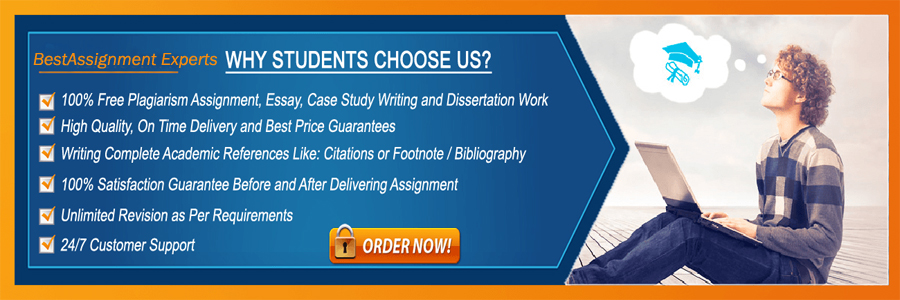 BestAssignment Experts WHY STUDENTS CHOOSE US?
100% Free Plagiarism Assignment, Essay, Case Study Writing and Dissertation Work
High Quality, On Time Delivery and Best Price Guarantees
Writing Complete Academic References Like: Citations or Footnote / Bibliography
100% Satisfaction Guarantee Before and After Delivering Assignment
Unlimited Revision as Per Requirements
24/7 Customer Support
ORDER NOW!